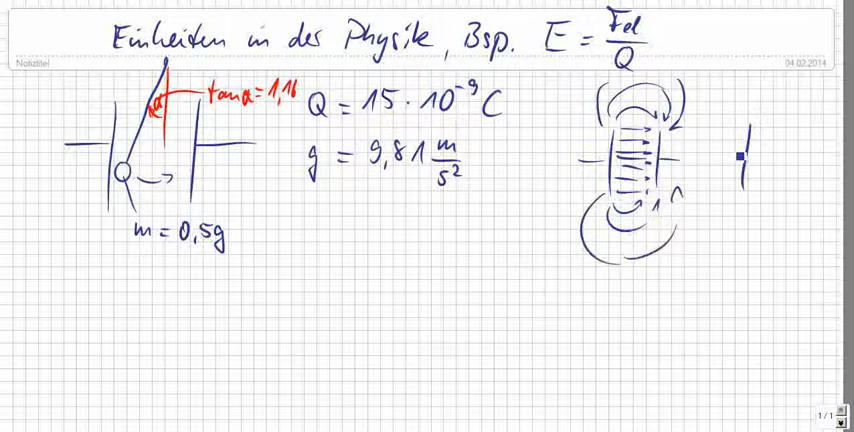 Einheiten in der Physik, Bsp. E = Fel / Q
Notiztitel
04.02.2014
tan α = 1,16
α
Q = 15 · 10⁻⁹ C
g = 9,81 m/s²
Q
m = 0,5g
1 / 1